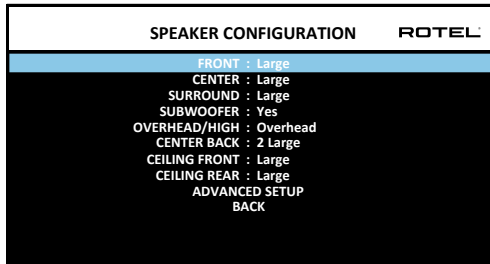 SPEAKER CONFIGURATION ROTEL
FRONT : Large
CENTER : Large
SURROUND : Large
SUBWOOFER : Yes
OVERHEAD/HIGH : Overhead
CENTER BACK : 2 Large
CEILING FRONT : Large
CEILING REAR : Large
ADVANCED SETUP
BACK